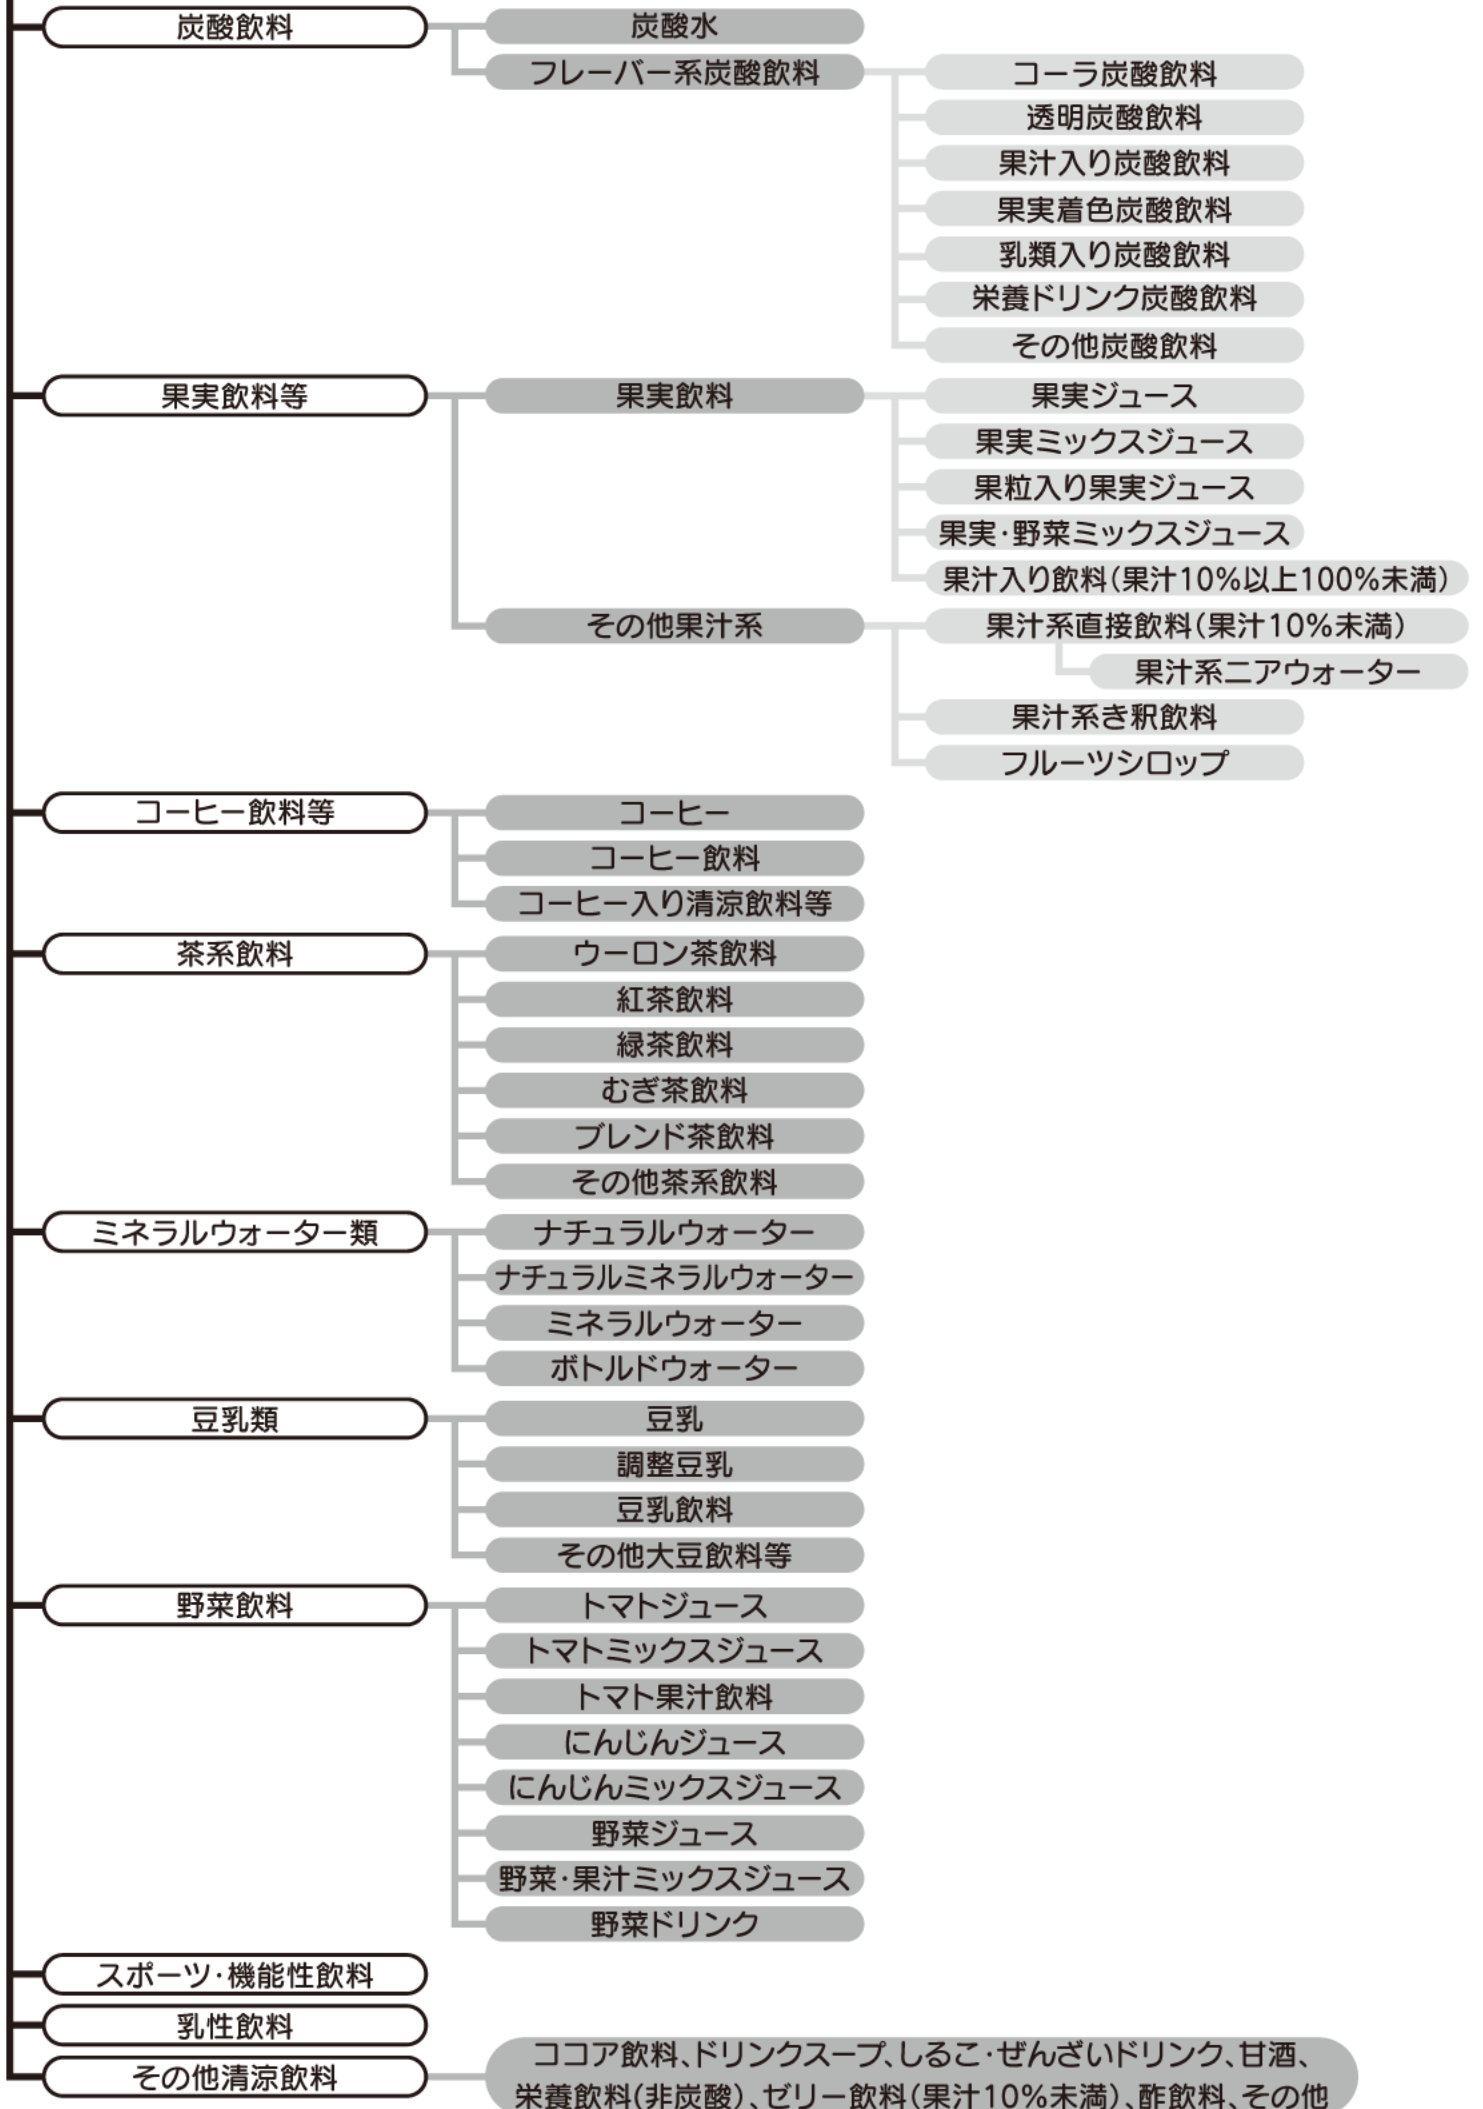 炭酸飲料
炭酸水
フレーバー系炭酸飲料
コーラ炭酸飲料
透明炭酸飲料
果汁入り炭酸飲料
果実着色炭酸飲料
乳類入り炭酸飲料
栄養ドリンク炭酸飲料
その他炭酸飲料
果実飲料等
果実飲料
果実ジュース
果実ミックスジュース
果粒入り果実ジュース
果実・野菜ミックスジュース
果汁入り飲料(果汁10%以上100%未満)
その他果汁系
果汁系直接飲料(果汁10%未満)
果汁系ニアウォーター
果汁系き釈飲料
フルーツシロップ
コーヒー飲料等
コーヒー
コーヒー飲料
コーヒー入り清涼飲料等
茶系飲料
ウーロン茶飲料
紅茶飲料
緑茶飲料
むぎ茶飲料
ブレンド茶飲料
その他茶系飲料
ミネラルウォーター類
ナチュラルウォーター
ナチュラルミネラルウォーター
ミネラルウォーター
ボトルドウォーター
豆乳類
豆乳
調整豆乳
豆乳飲料
その他大豆飲料等
野菜飲料
トマトジュース
トマトミックスジュース
トマト果汁飲料
にんじんジュース
にんじんミックスジュース
野菜ジュース
野菜・果汁ミックスジュース
野菜ドリンク
スポーツ・機能性飲料
乳性飲料
その他清涼飲料
ココア飲料、ドリンクスープ、しるこ・ぜんざいドリンク、甘酒、
栄養飲料(非炭酸)、ゼリー飲料(果汁10%未満)、酢飲料、その他